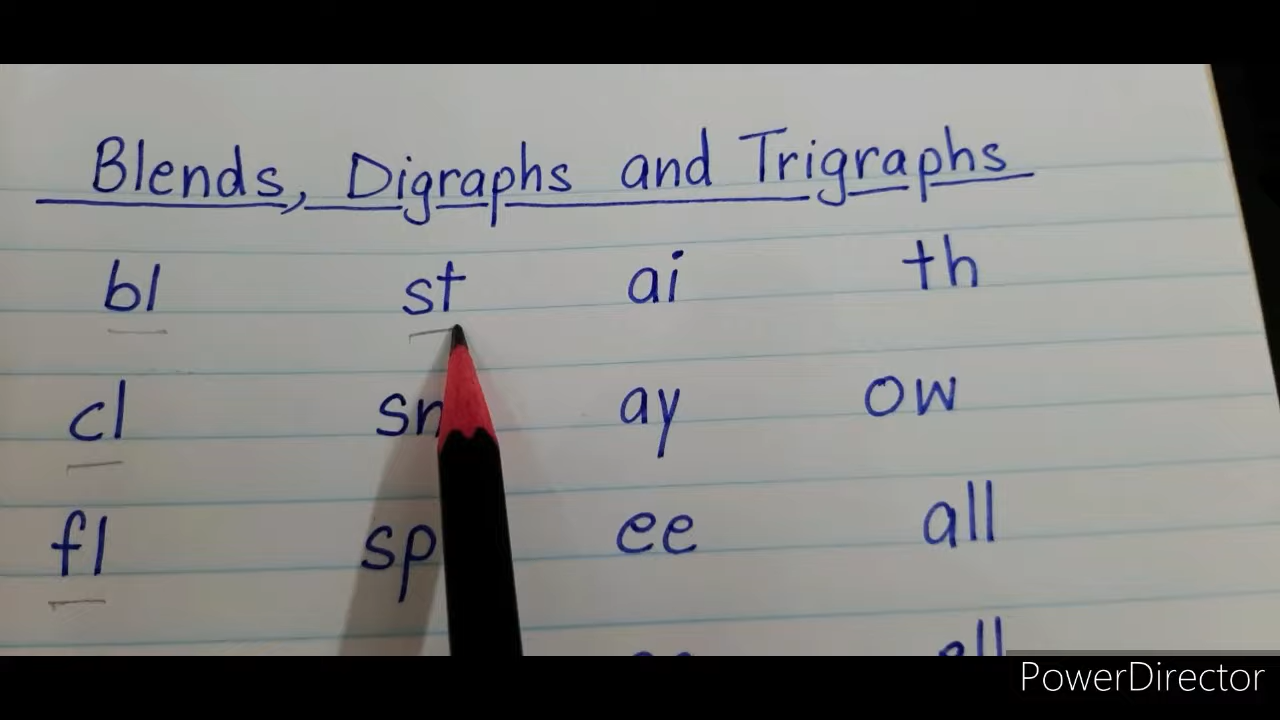 Blends, Digraphs and Trigraphs
bl st ai th
cl sn ay ow
fl sp ee all
PowerDirector